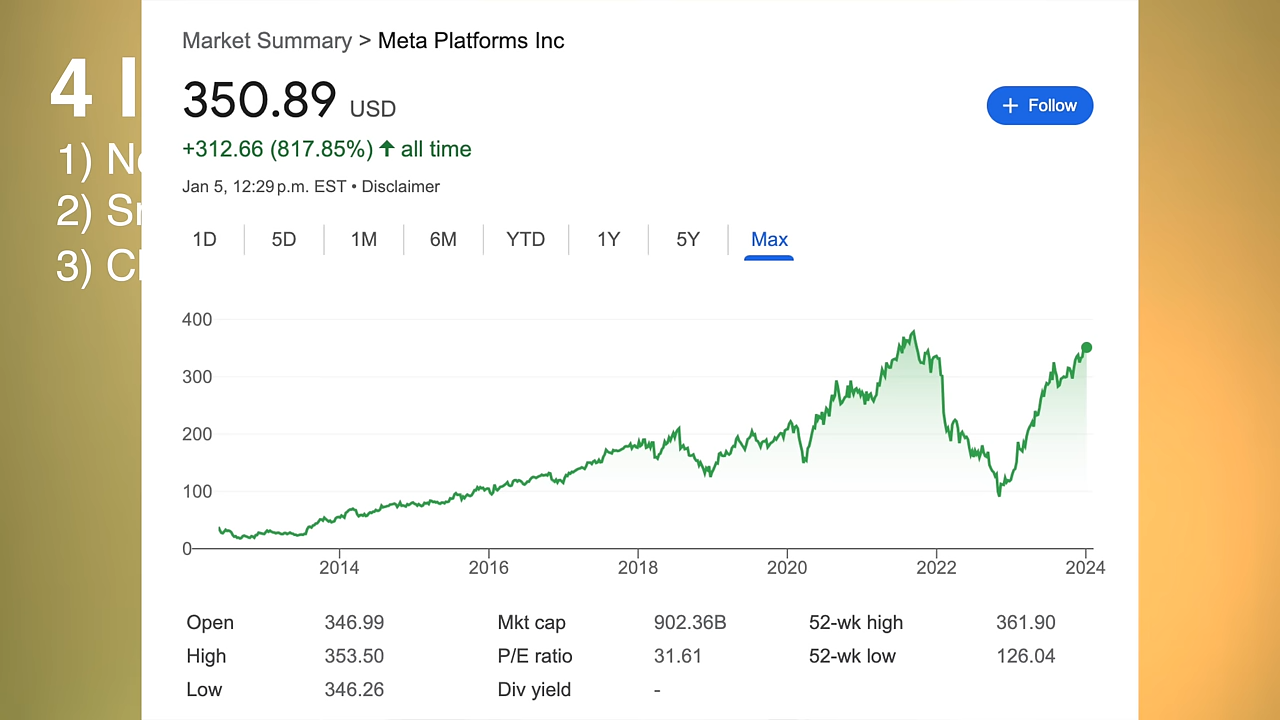 4
1)
2)
3)
Market Summary > Meta Platforms Inc
350.89 USD
+ Follow
+312.66 (817.85%) ↑ all time
Jan 5, 12:29 p.m. EST • Disclaimer
1D 5D 1M 6M YTD 1Y 5Y Max
400
300
200
100
0
2014 2016 2018 2020 2022 2024
Open 346.99 Mkt cap 902.36B 52-wk high 361.90
High 353.50 P/E ratio 31.61 52-wk low 126.04
Low 346.26 Div yield -